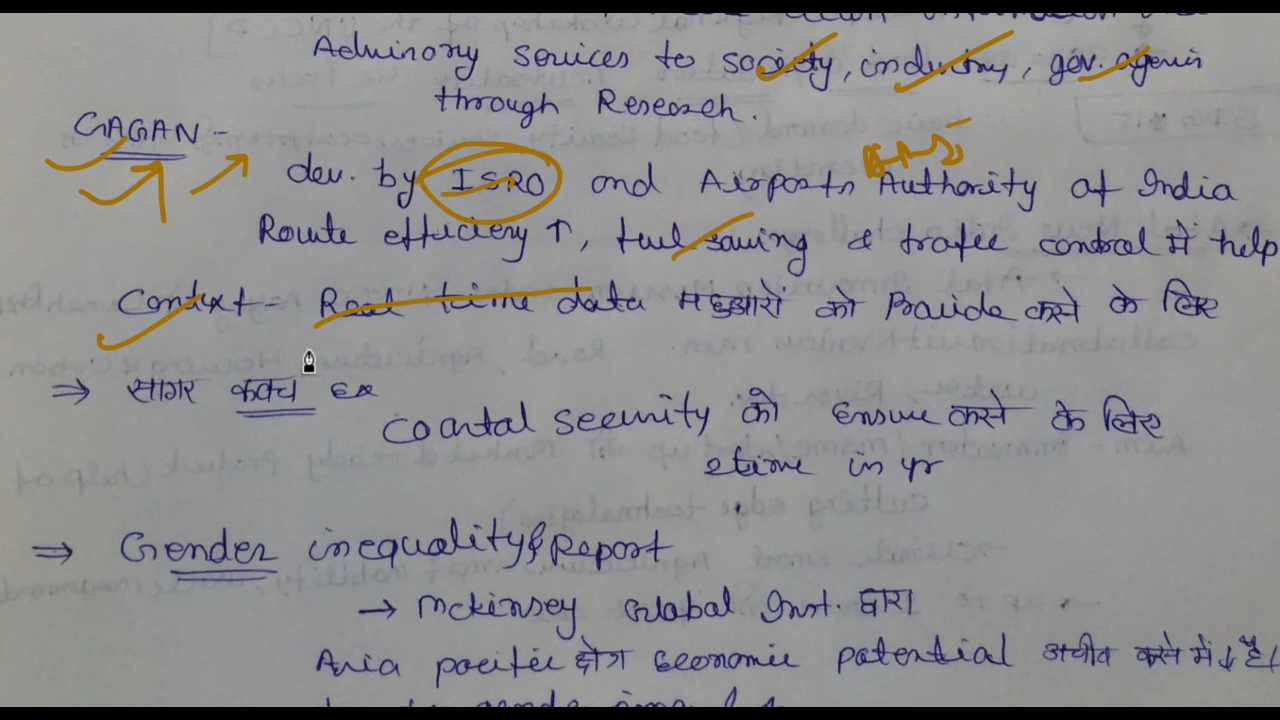 Advisory services to society, industry, gov. agencies
through Research.
GAGAN -
dev. by ISRO and Airports Authority of India
Route efficiency ↑, fuel saving & trafic control मे help
Context - Real time data मछुआरो को Provide करने के लिए
⇒ सागर कवच ex
Coastal Security को Ensure करने के लिए
2 time in yr
⇒ Gender inequality Report
→ Mckinsey Global Inst. द्वारा
Asia pacific क्षेत्र Economic potential अचीव करने मे ↓ है।